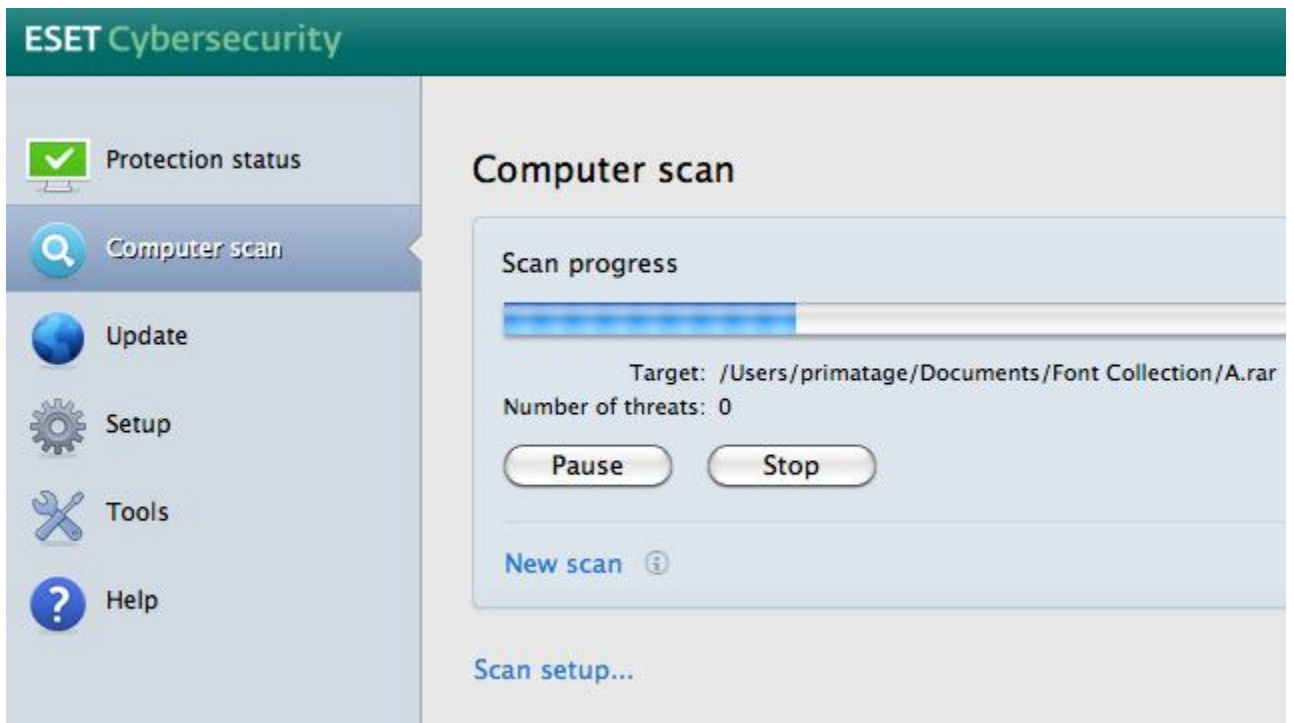 ESET Cybersecurity
Protection status
Computer scan
Update
Setup
Tools
Help
Computer scan
Scan progress
Target: /Users/primatage/Documents/Font Collection/A.rar
Number of threats: 0
Pause Stop
New scan
Scan setup...